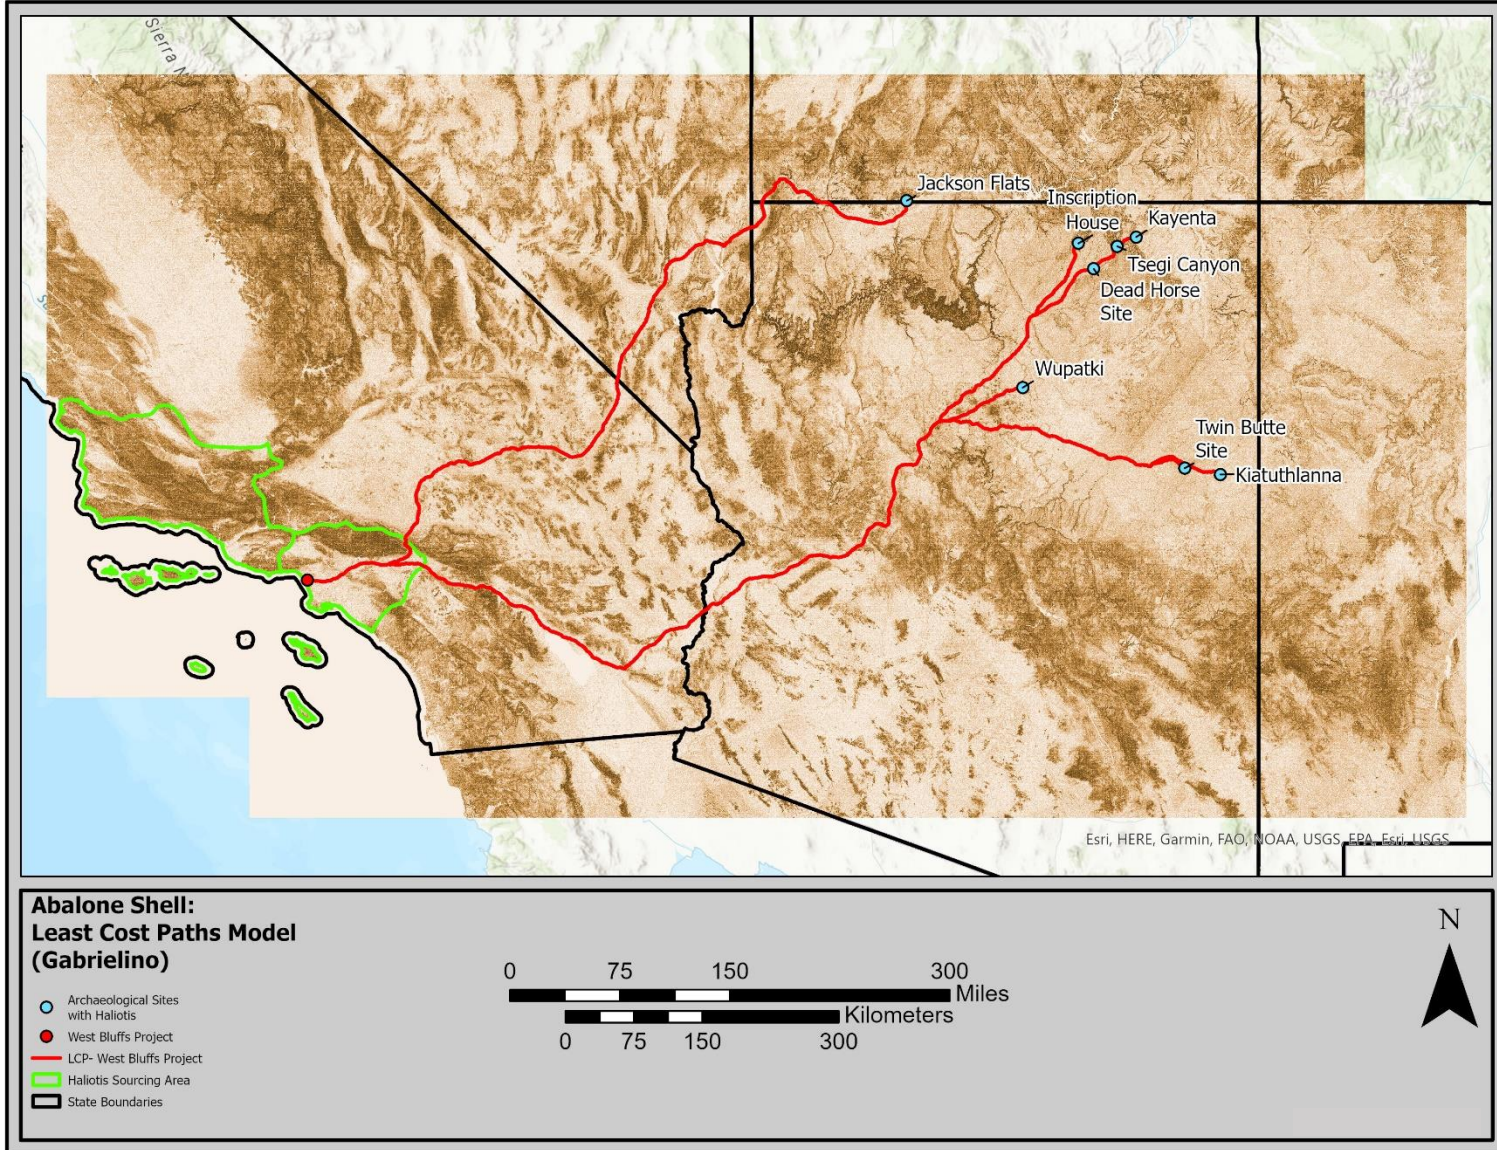 Sierra N
Jackson Flats
Inscription
House
Kayenta
Tsegi Canyon
Dead Horse
Site
Wupatki
Twin Butte
Site
Kiatuthlanna
Esri, HERE, Garmin, FAO, NOAA, USGS, EPA, Esri, USGS
Abalone Shell:
Least Cost Paths Model
(Gabrielino)
Archaeological Sites
with Haliotis
West Bluffs Project
LCP- West Bluffs Project
Haliotis Sourcing Area
State Boundaries
0 75 150 300
Miles
Kilometers
0 75 150 300
N